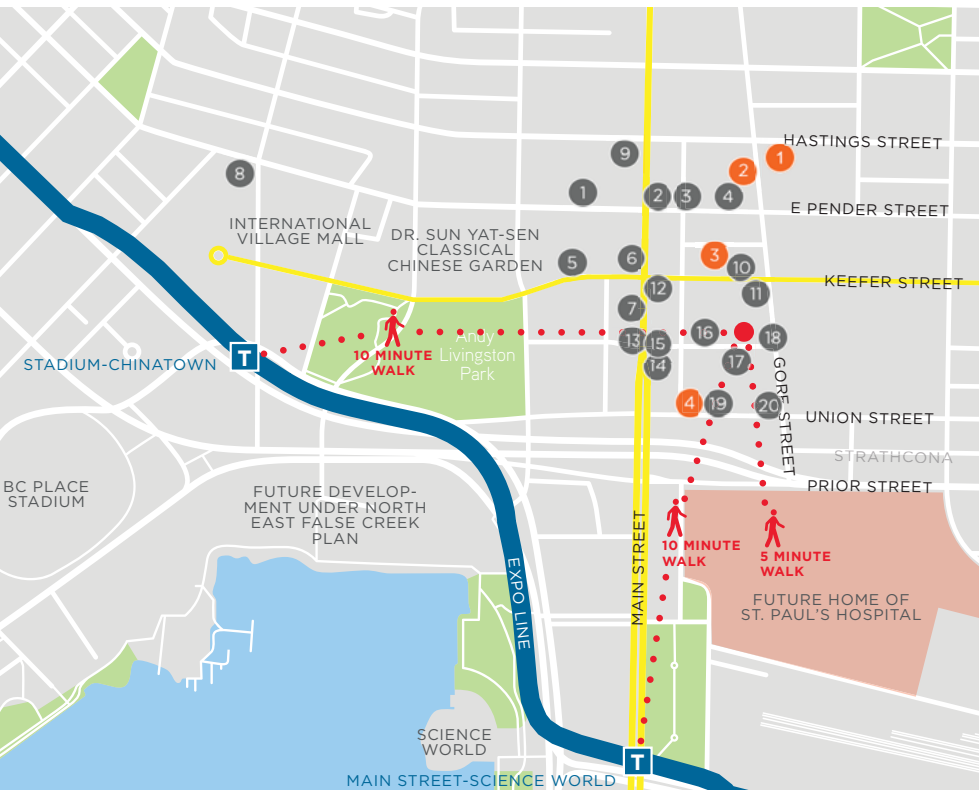 HASTINGS STREET
9
1
2
8
1
2
3
4
E PENDER STREET
INTERNATIONAL
VILLAGE MALL
DR. SUN YAT-SEN
CLASSICAL
CHINESE GARDEN
5
6
3
10
KEEFER STREET
12
11
7
13
15
16
18
14
17
Andy
Livingston
Park
10 MINUTE
WALK
STADIUM-CHINATOWN
T
GORE STREET
4
19
20
UNION STREET
STRATHCONA
PRIOR STREET
BC PLACE
STADIUM
FUTURE DEVELOP-
MENT UNDER NORTH
EAST FALSE CREEK
PLAN
EXPO LINE
MAIN STREET
10 MINUTE
WALK
5 MINUTE
WALK
FUTURE HOME OF
ST. PAUL'S HOSPITAL
SCIENCE
WORLD
T
MAIN STREET-SCIENCE WORLD